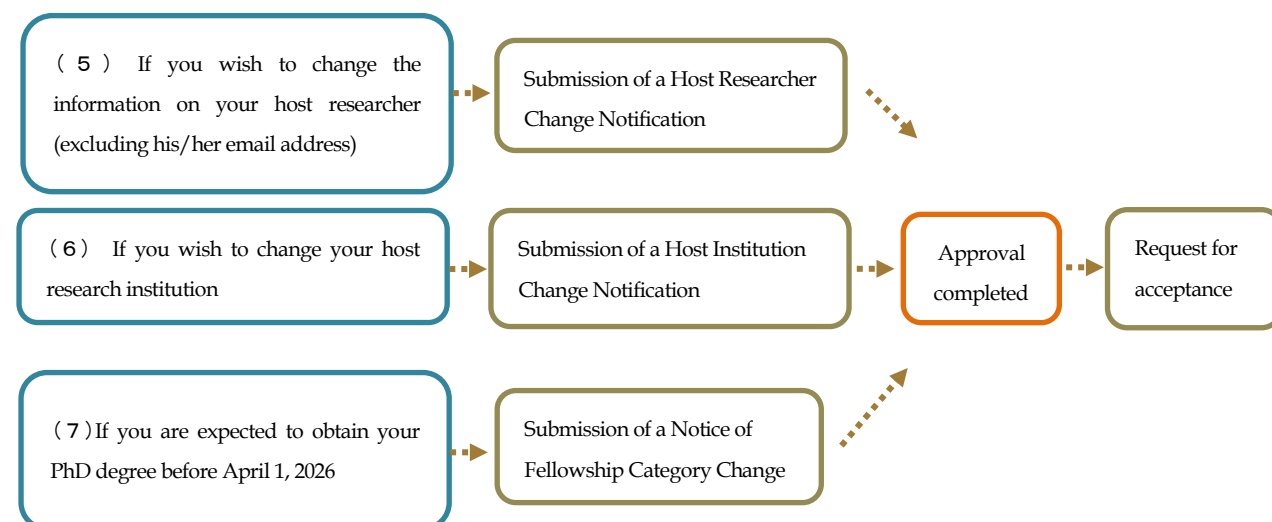 （５） If you wish to change the
information on your host researcher
(excluding his/her email address)
Submission of a Host Researcher
Change Notification
（６） If you wish to change your host
research institution
Submission of a Host Institution
Change Notification
Approval
completed
Request for
acceptance
（７）If you are expected to obtain your
PhD degree before April 1, 2026
Submission of a Notice of
Fellowship Category Change